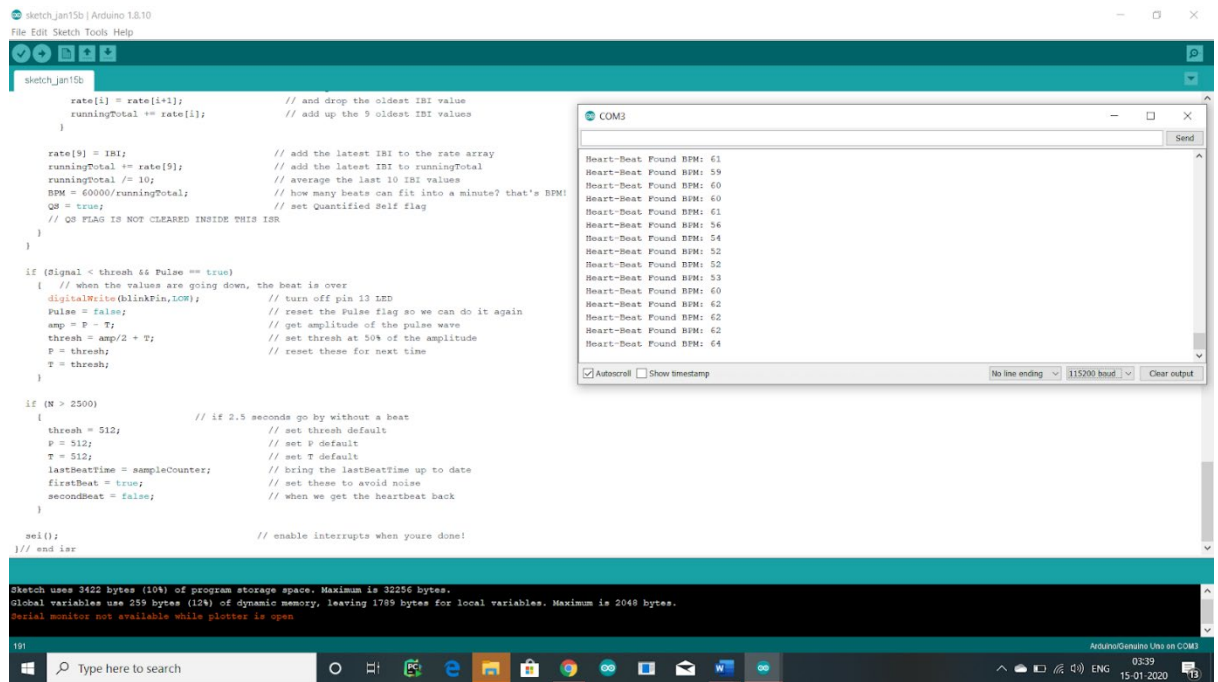 sketch_jan15b | Arduino 1.8.10
File Edit Sketch Tools Help
sketch_jan15b
rate[i] = rate[i+1]; // and drop the oldest IBI value
runningTotal += rate[i]; // add up the 9 oldest IBI values
}
rate[9] = IBI; // add the latest IBI to the rate array
runningTotal += rate[9]; // add the latest IBI to runningTotal
runningTotal /= 10; // average the last 10 IBI values
BPM = 60000/runningTotal; // how many beats can fit into a minute? that's BPM!
QS = true; // set Quantified Self flag
// QS FLAG IS NOT CLEARED INSIDE THIS ISR
}
}
if (Signal < thresh && Pulse == true)
{ // when the values are going down, the beat is over
digitalWrite(blinkPin,LOW); // turn off pin 13 LED
Pulse = false; // reset the Pulse flag so we can do it again
amp = P - T; // get amplitude of the pulse wave
thresh = amp/2 + T; // set thresh at 50% of the amplitude
P = thresh; // reset these for next time
T = thresh;
}
if (N > 2500)
{ // if 2.5 seconds go by without a beat
thresh = 512; // set thresh default
P = 512; // set P default
T = 512; // set T default
lastBeatTime = sampleCounter; // bring the lastBeatTime up to date
firstBeat = true; // set these to avoid noise
secondBeat = false; // when we get the heartbeat back
}
sei(); // enable interrupts when youre done!
}// end isr
COM3
Send
Heart-Beat Found BPM: 61
Heart-Beat Found BPM: 59
Heart-Beat Found BPM: 60
Heart-Beat Found BPM: 60
Heart-Beat Found BPM: 61
Heart-Beat Found BPM: 56
Heart-Beat Found BPM: 54
Heart-Beat Found BPM: 52
Heart-Beat Found BPM: 52
Heart-Beat Found BPM: 53
Heart-Beat Found BPM: 60
Heart-Beat Found BPM: 62
Heart-Beat Found BPM: 62
Heart-Beat Found BPM: 62
Heart-Beat Found BPM: 64
Autoscroll Show timestamp No line ending 115200 baud Clear output
Sketch uses 3422 bytes (10%) of program storage space. Maximum is 32256 bytes.
Global variables use 259 bytes (12%) of dynamic memory, leaving 1789 bytes for local variables. Maximum is 2048 bytes.
Serial monitor not available while plotter is open
191 Arduino/Genuino Uno on COM3
Type here to search
PC
ENG
03:39
15-01-2020
13